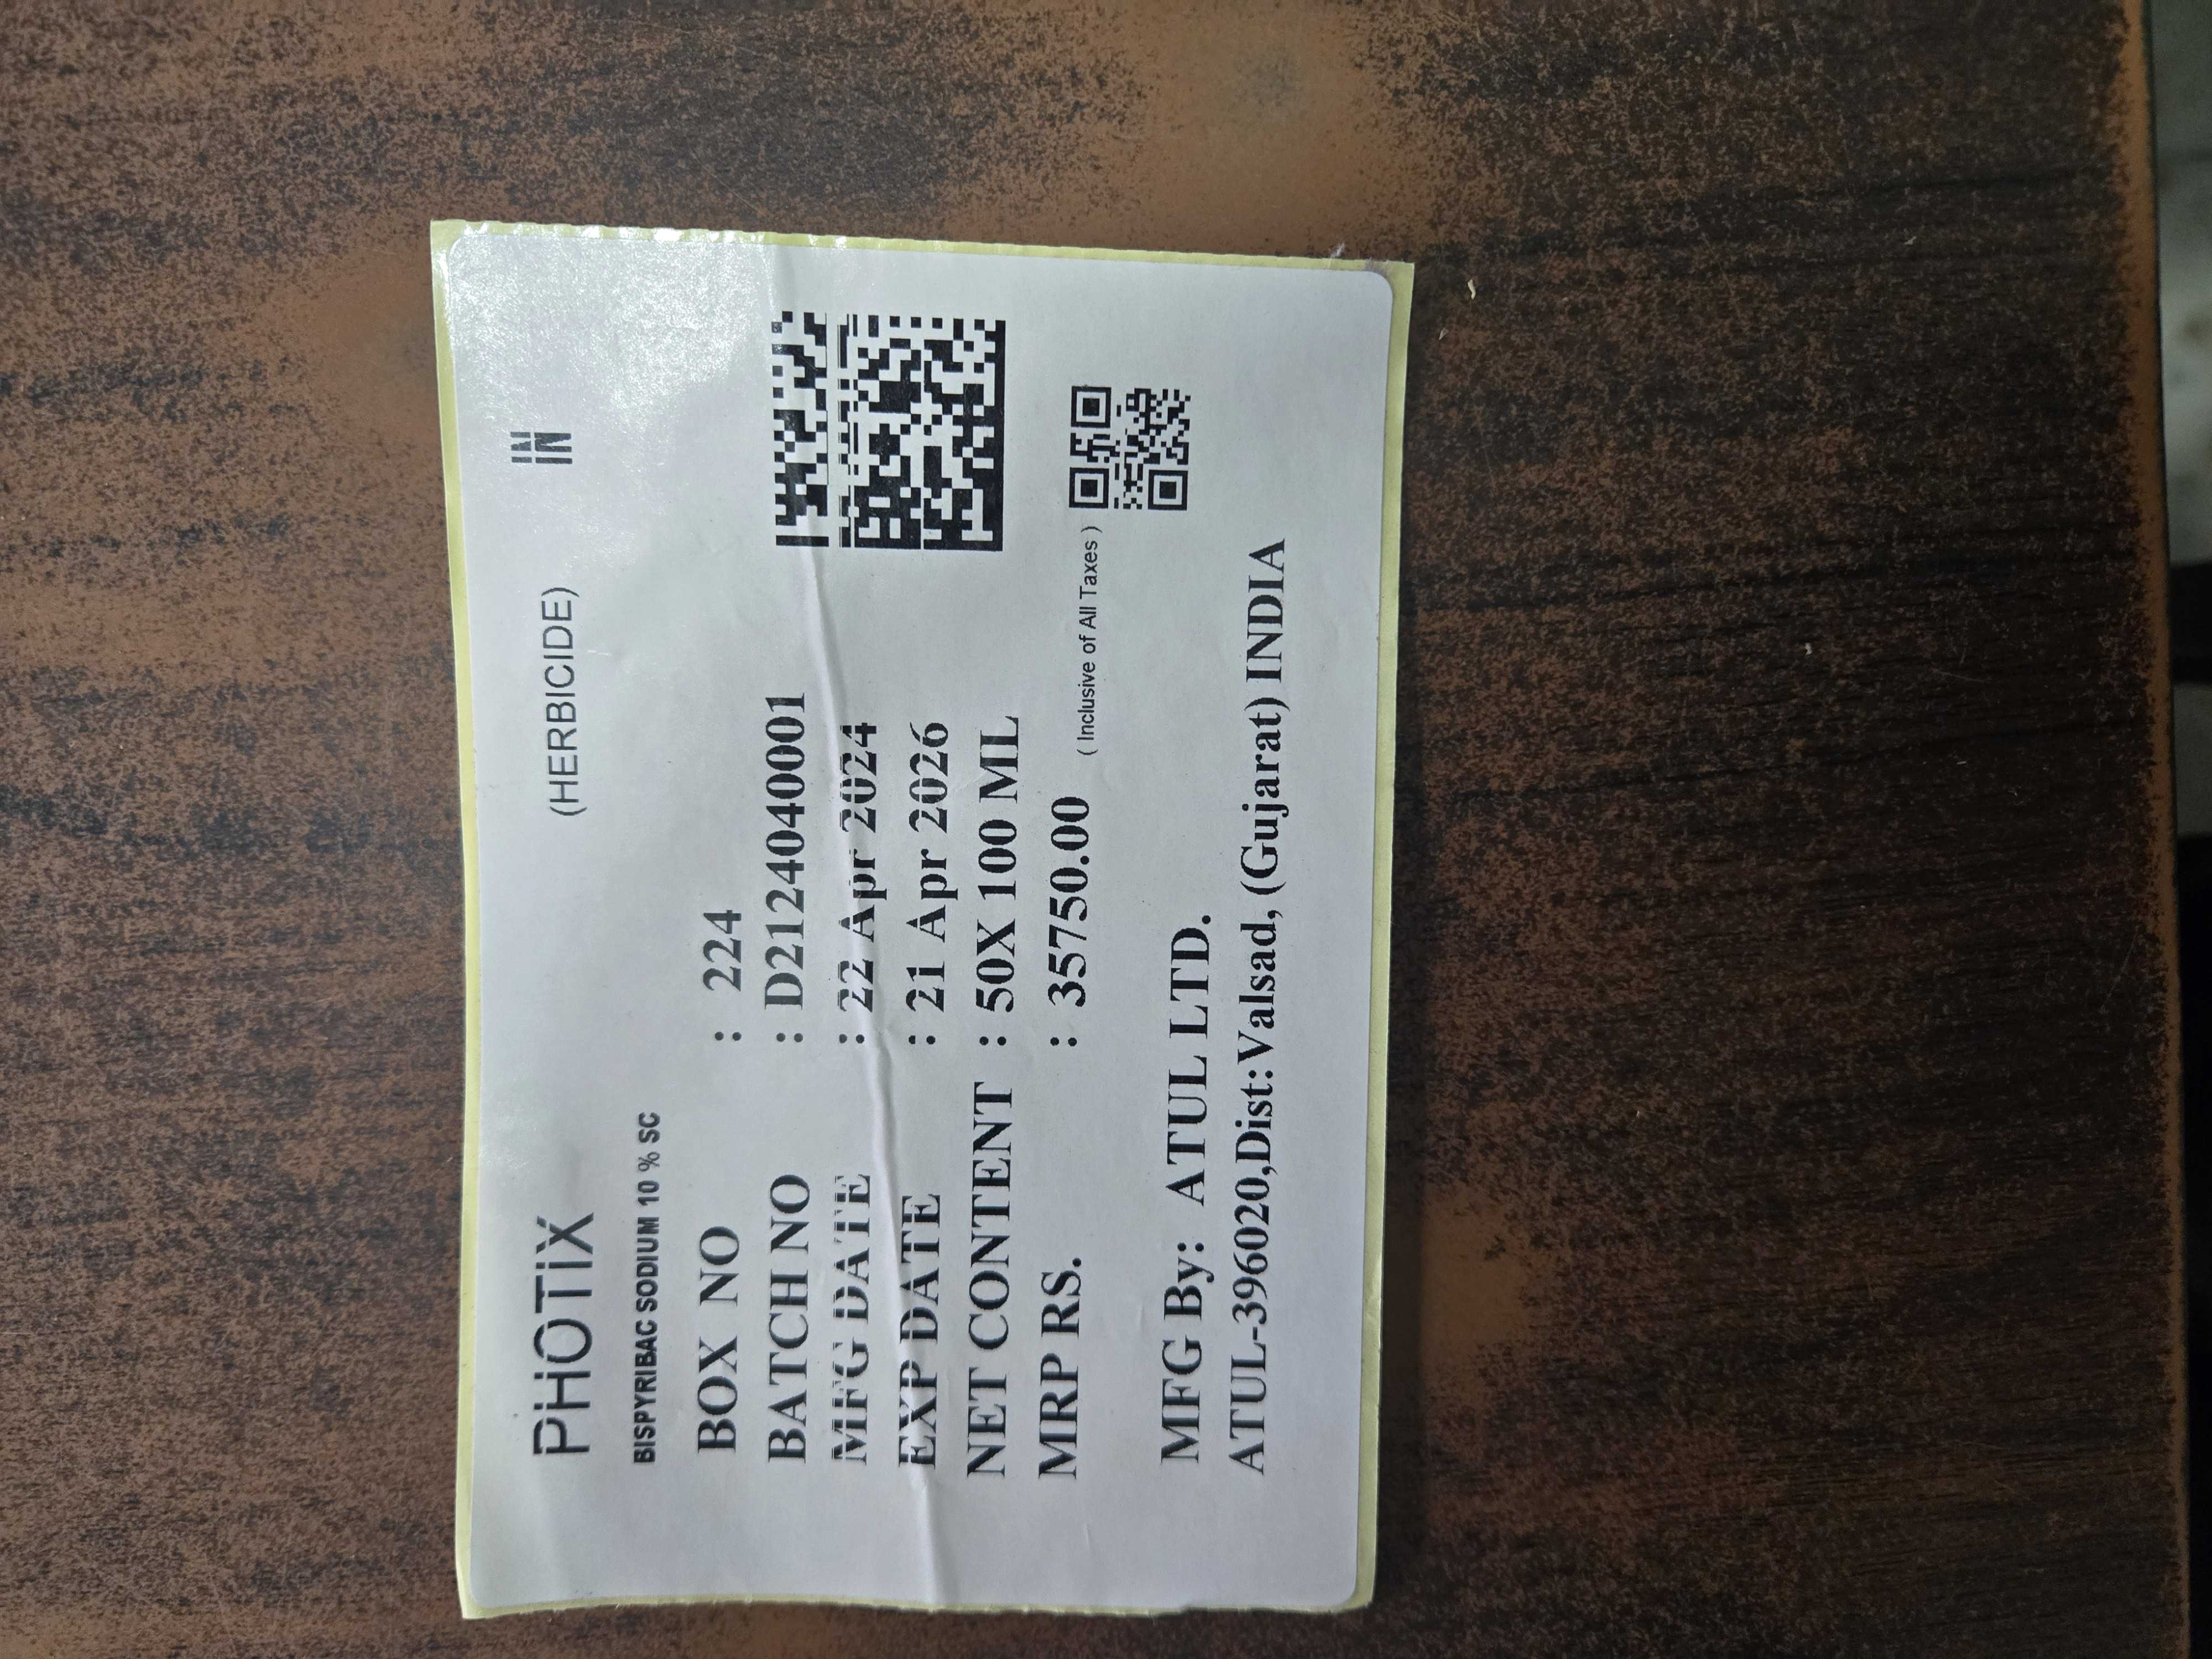 PHOTIX (HERBICIDE) IN
BISPYRIBAC SODIUM 10 % SC
BOX NO : 224
BATCH NO : D2124040001
MFG DATE : 22 Apr 2024
EXP DATE : 21 Apr 2026
NET CONTENT : 50X 100 ML
MRP RS. : 35750.00 ( Inclusive of All Taxes )
MFG By: ATUL LTD.
ATUL-396020,Dist:Valsad, (Gujarat) INDIA